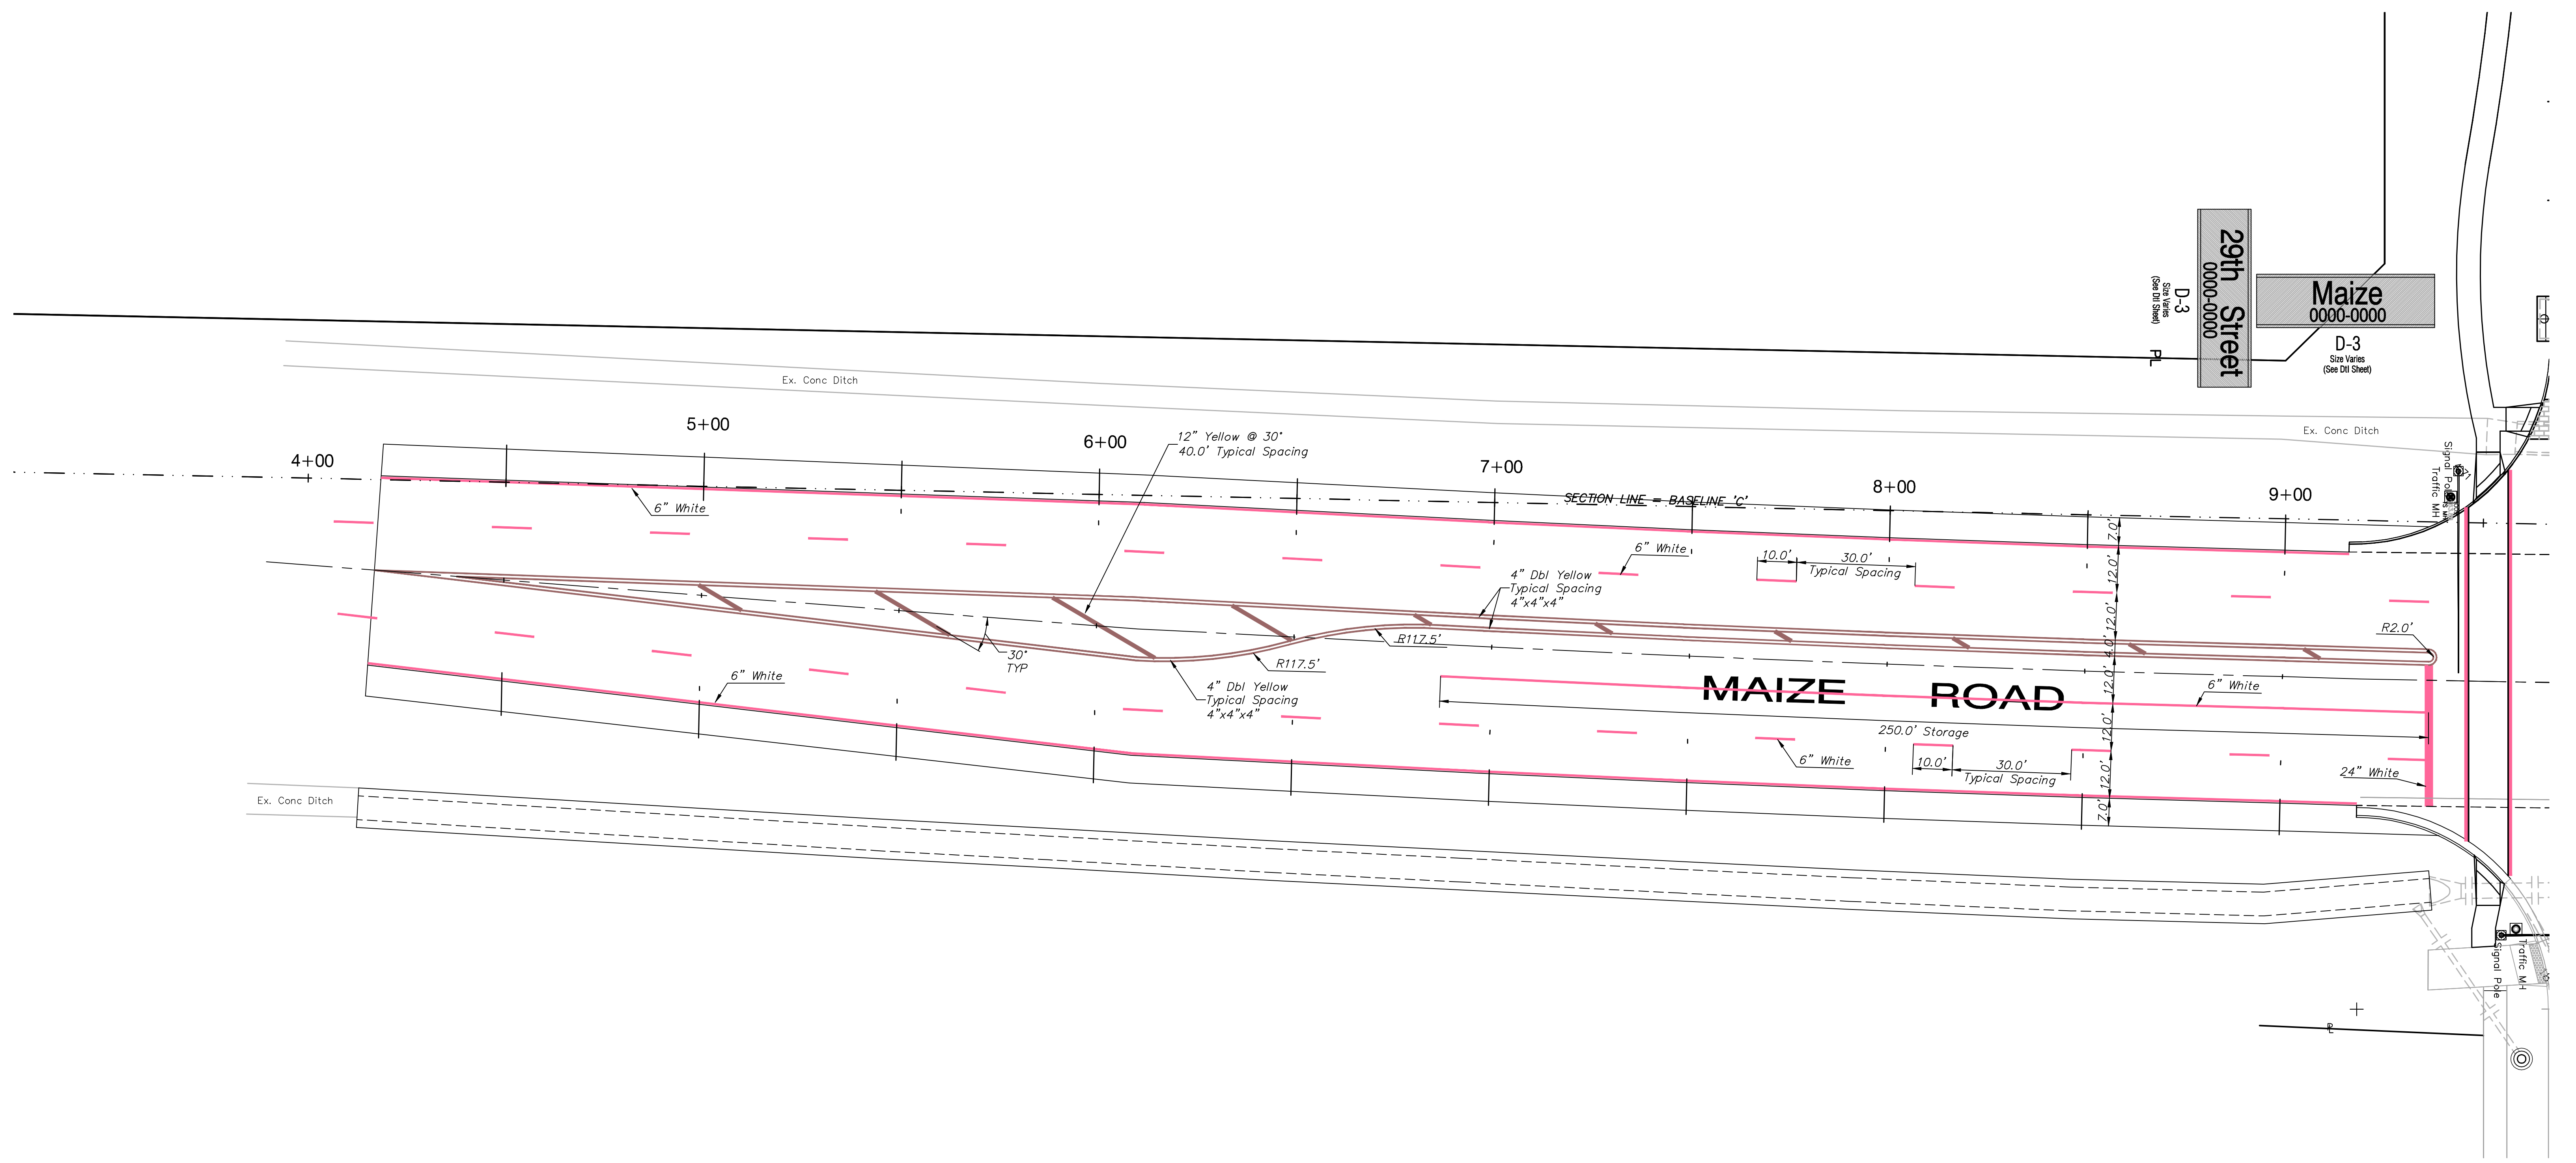 29th Street
0000-0000
D-3
Size Varies
(See Dtl Sheet)
Maize
0000-0000
D-3
Size Varies
(See Dtl Sheet)
PL
Ex. Conc Ditch
Ex. Conc Ditch
Signal Pole
Traffic MH
4+00
5+00
6+00
7+00
8+00
9+00
12" Yellow @ 30°
40.0' Typical Spacing
SECTION LINE = BASELINE 'C'
6" White
6" White
10.0'
30.0'
Typical Spacing
4" Dbl Yellow
Typical Spacing
4"x4"x4"
7.0'
12.0'
12.0'
4.0'
12.0'
12.0'
12.0'
7.0'
R2.0'
R117.5'
R117.5'
30°
TYP
6" White
4" Dbl Yellow
Typical Spacing
4"x4"x4"
MAIZE ROAD
6" White
250.0' Storage
6" White
10.0'
30.0'
Typical Spacing
24" White
Ex. Conc Ditch
Signal Pole
Traffic MH